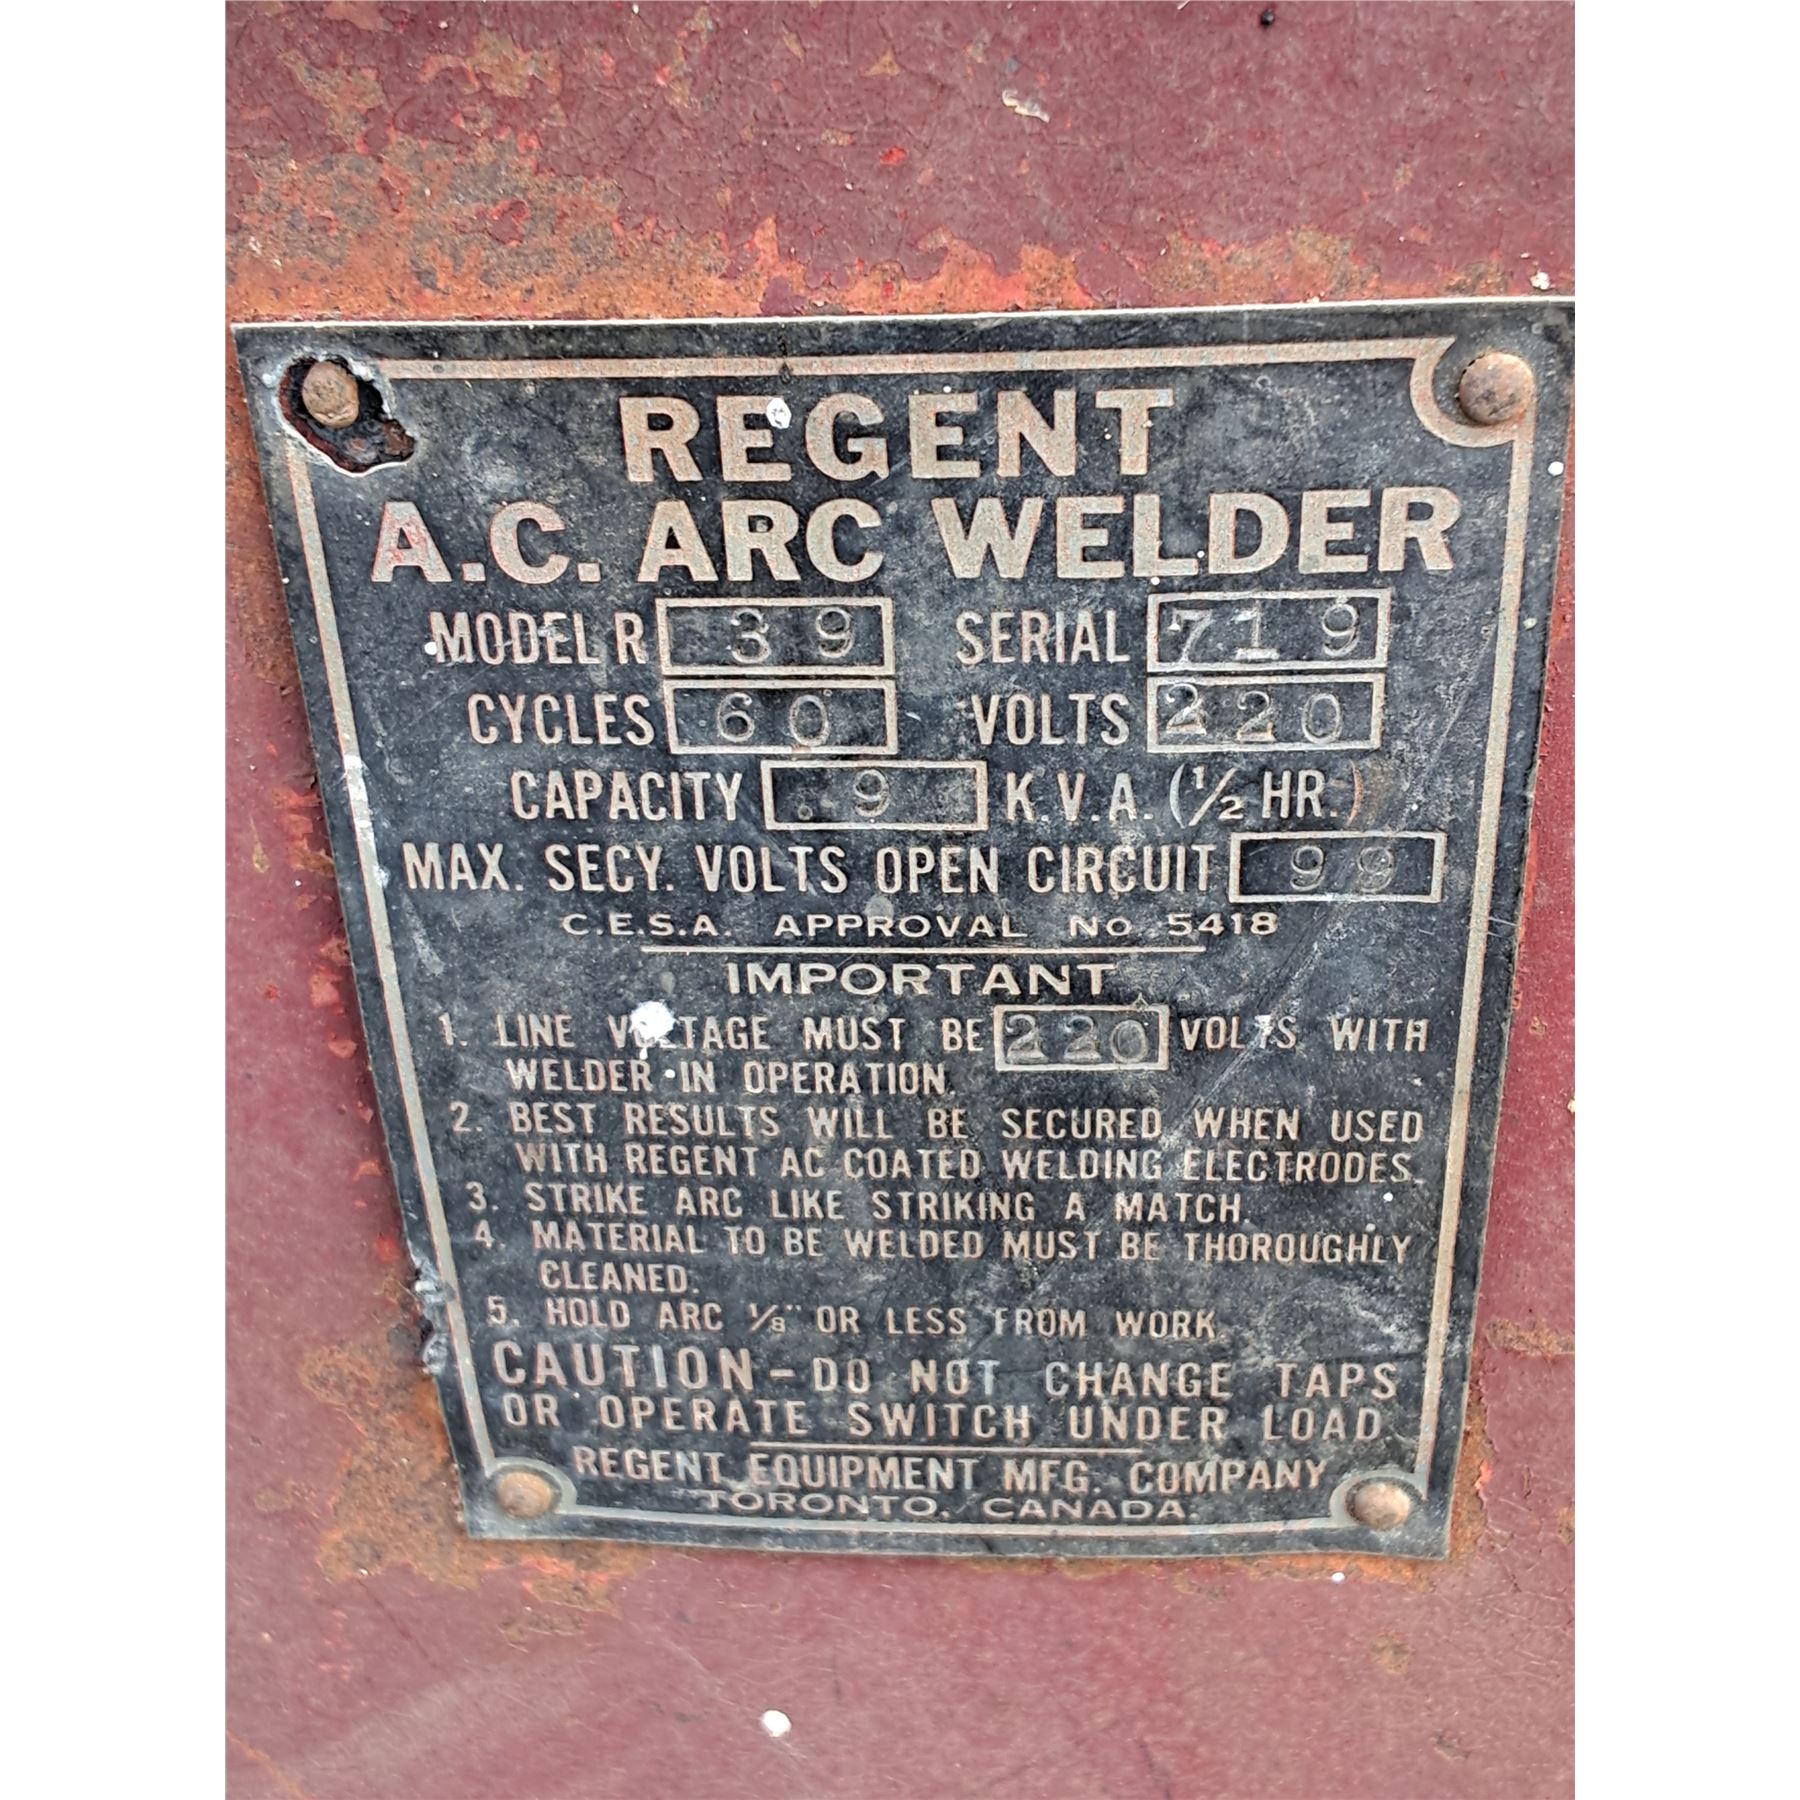 REGENT
A.C. ARC WELDER
MODEL R 39 SERIAL 719
CYCLES 60 VOLTS 220
CAPACITY .9 K.V.A. (1/2 HR.)
MAX. SECY. VOLTS OPEN CIRCUIT 99
C.E.S.A. APPROVAL No 5418
IMPORTANT
1. LINE VOLTAGE MUST BE 220 VOLTS WITH
WELDER IN OPERATION.
2. BEST RESULTS WILL BE SECURED WHEN USED
WITH REGENT AC COATED WELDING ELECTRODES.
3. STRIKE ARC LIKE STRIKING A MATCH.
4. MATERIAL TO BE WELDED MUST BE THOROUGHLY
CLEANED.
5. HOLD ARC 1/8" OR LESS FROM WORK.
CAUTION - DO NOT CHANGE TAPS
OR OPERATE SWITCH UNDER LOAD
REGENT EQUIPMENT MFG. COMPANY
TORONTO, CANADA.